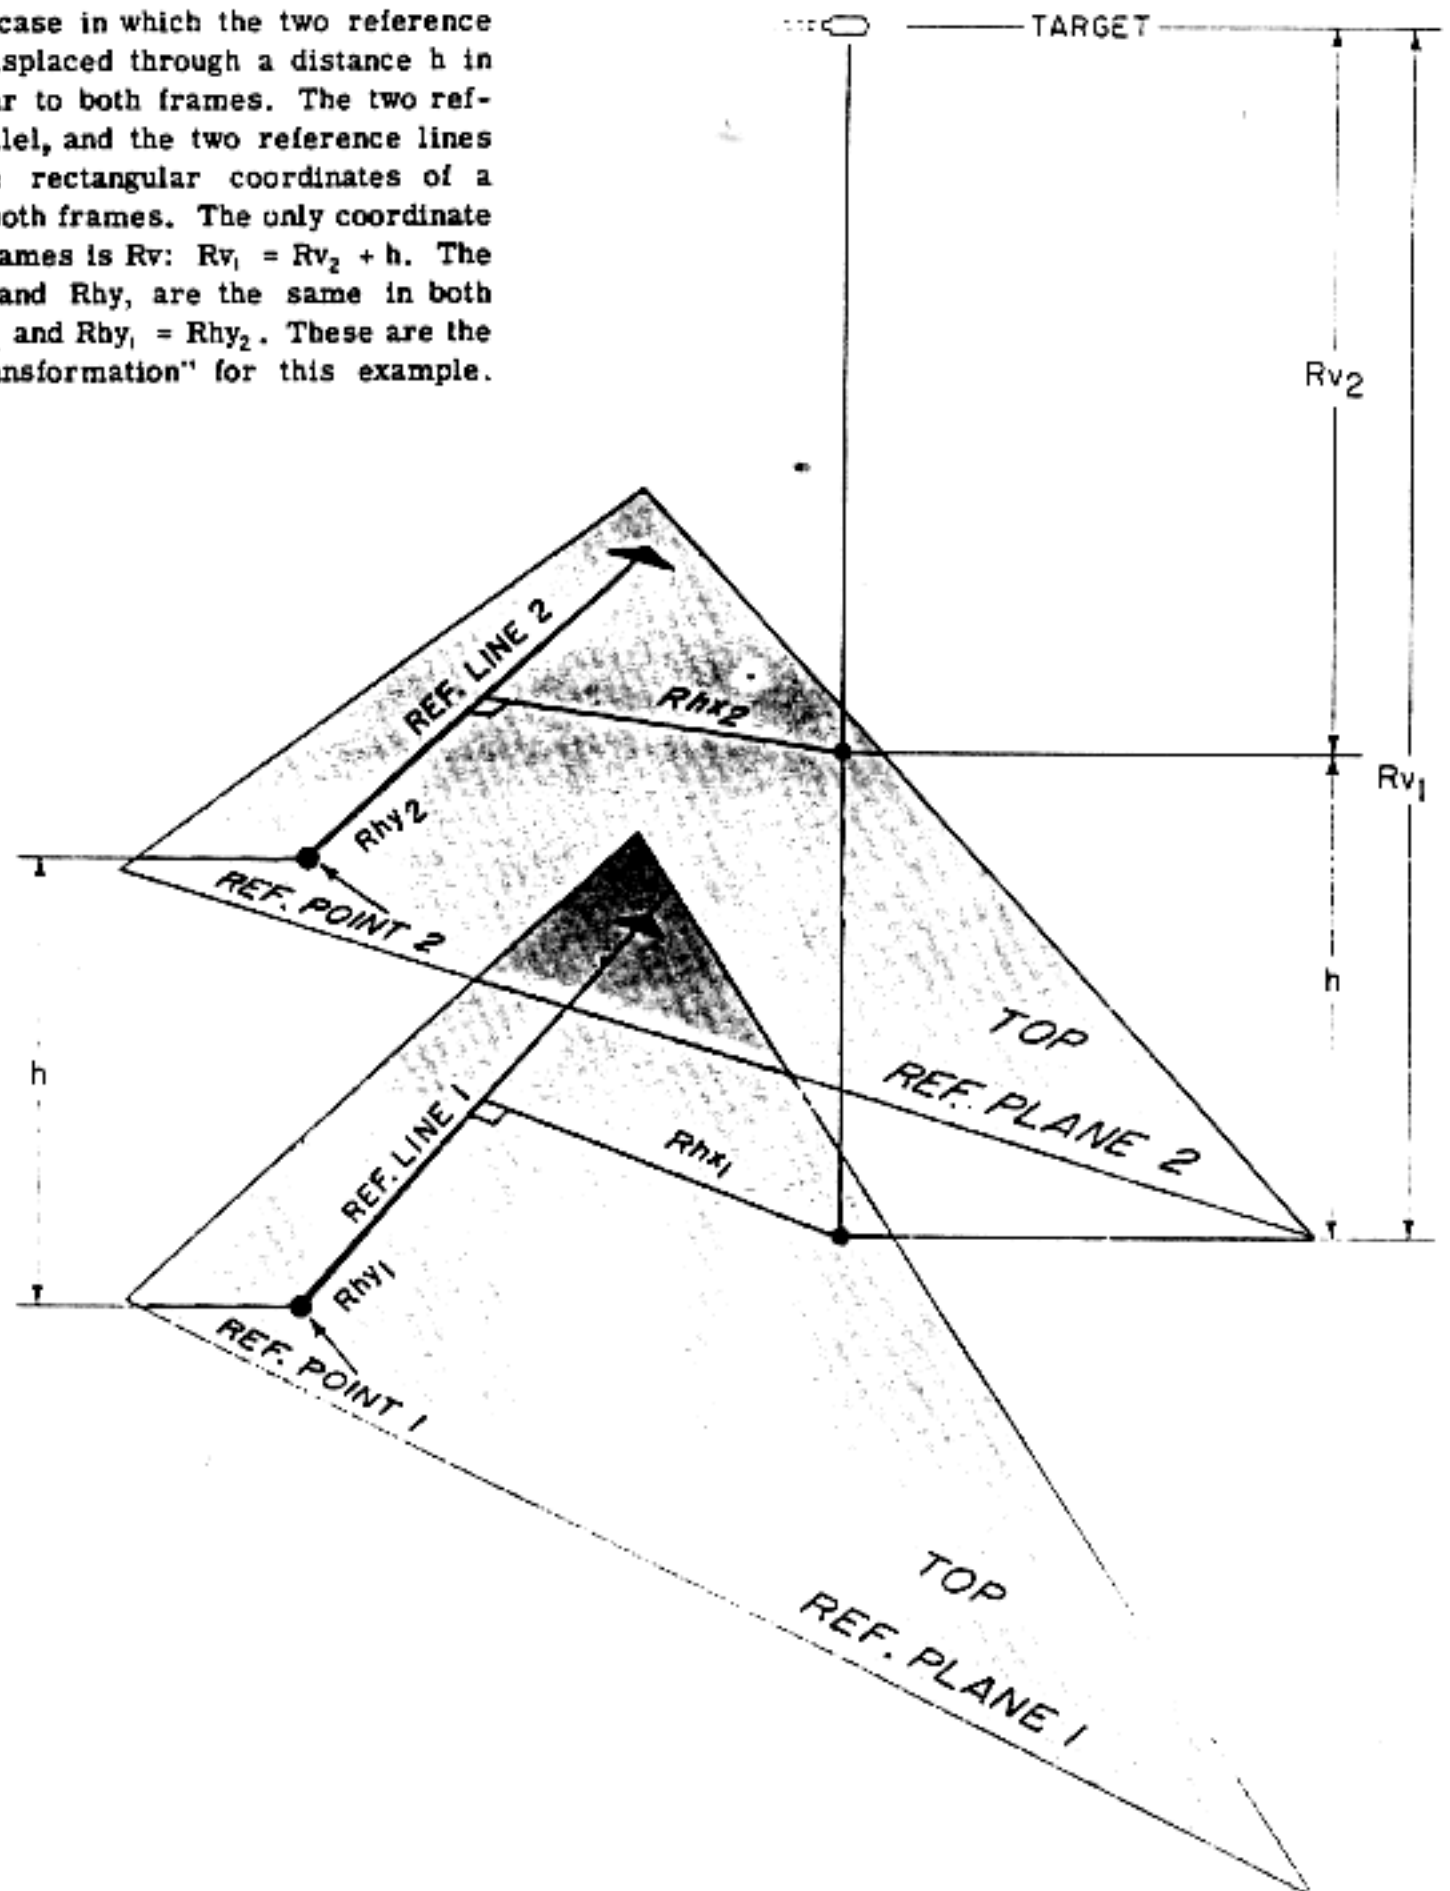 case in which the two reference
splaced through a distance h in
r to both frames. The two ref-
lel, and the two reference lines
rectangular coordinates of a
oth frames. The only coordinate
ames is Rv: Rv₁ = Rv₂ + h. The
and Rhy, are the same in both
and Rhy₁ = Rhy₂. These are the
nsformation" for this example.
TARGET
Rv₂
REF. LINE 2
Rhx₂
Rv₁
Rhy₂
REF. POINT 2
h
TOP
REF. PLANE 2
h
REF. LINE 1
Rhx₁
Rhy₁
REF. POINT 1
TOP
REF. PLANE 1